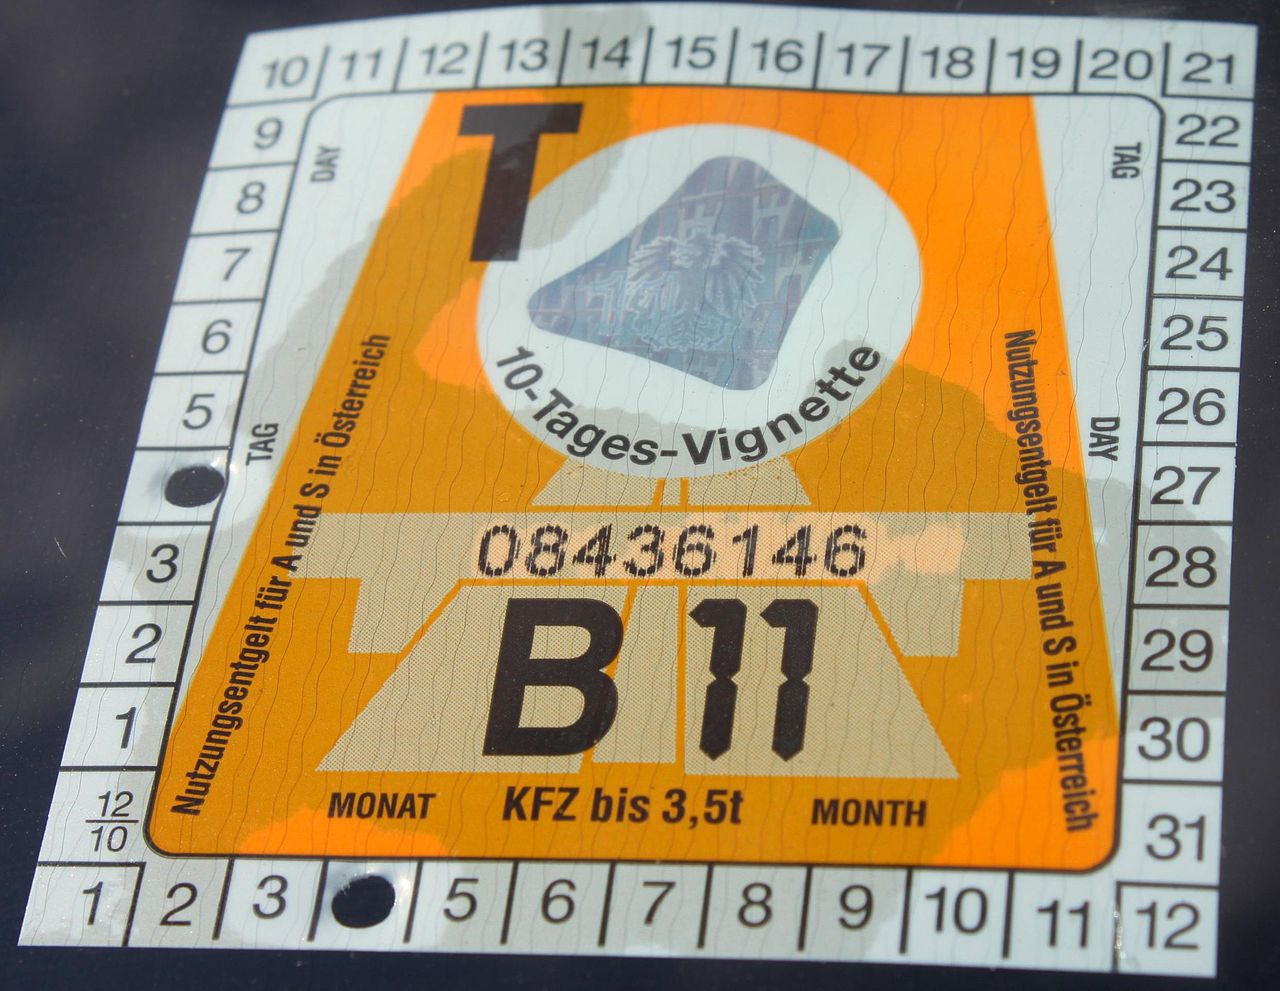 10 11 12 13 14 15 16 17 18 19 20 21
9
8
7
6
5
3
2
1
12/10
22
23
24
25
26
27
28
29
30
31
DAY
TAG
TAG
DAY
T
10-Tages-Vignette
Nutzungsentgelt für A und S in Österreich
Nutzungsentgelt für A und S in Österreich
08436146
B 11
MONAT KFZ bis 3,5t MONTH
1 2 3 5 6 7 8 9 10 11 12